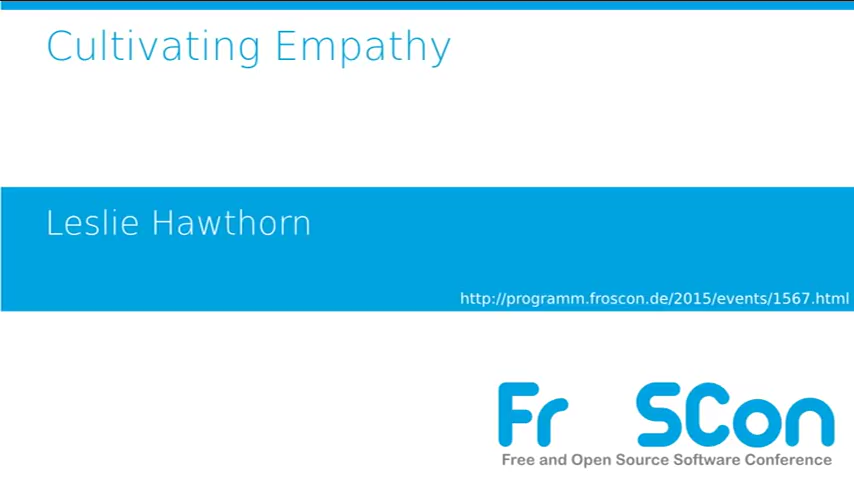 Cultivating Empathy
Leslie Hawthorn
http://programm.froscon.de/2015/events/1567.html
Fr SCon
Free and Open Source Software Conference